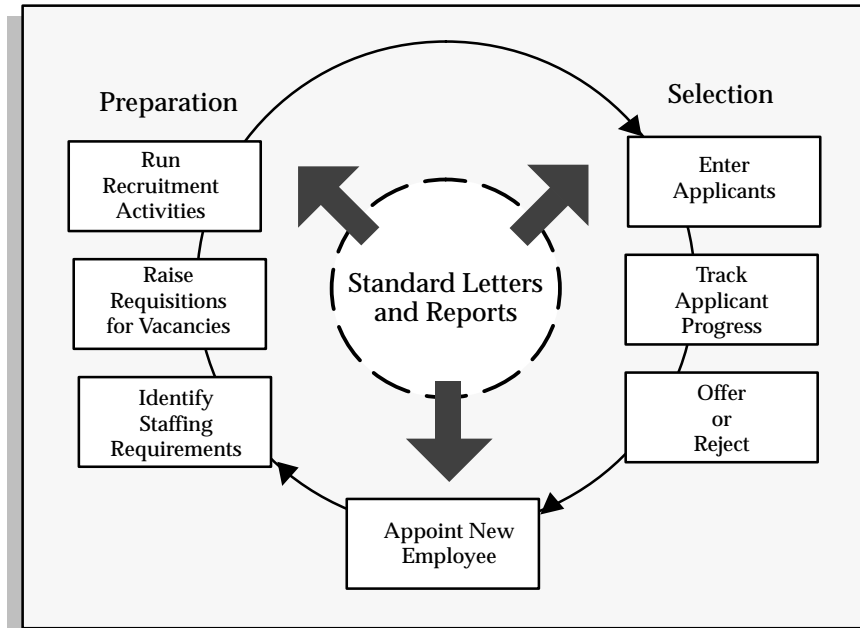 Preparation
Run
Recruitment
Activities
Raise
Requisitions
for Vacancies
Identify
Staffing
Requirements
Standard Letters
and Reports
Selection
Enter
Applicants
Track
Applicant
Progress
Offer
or
Reject
Appoint New
Employee